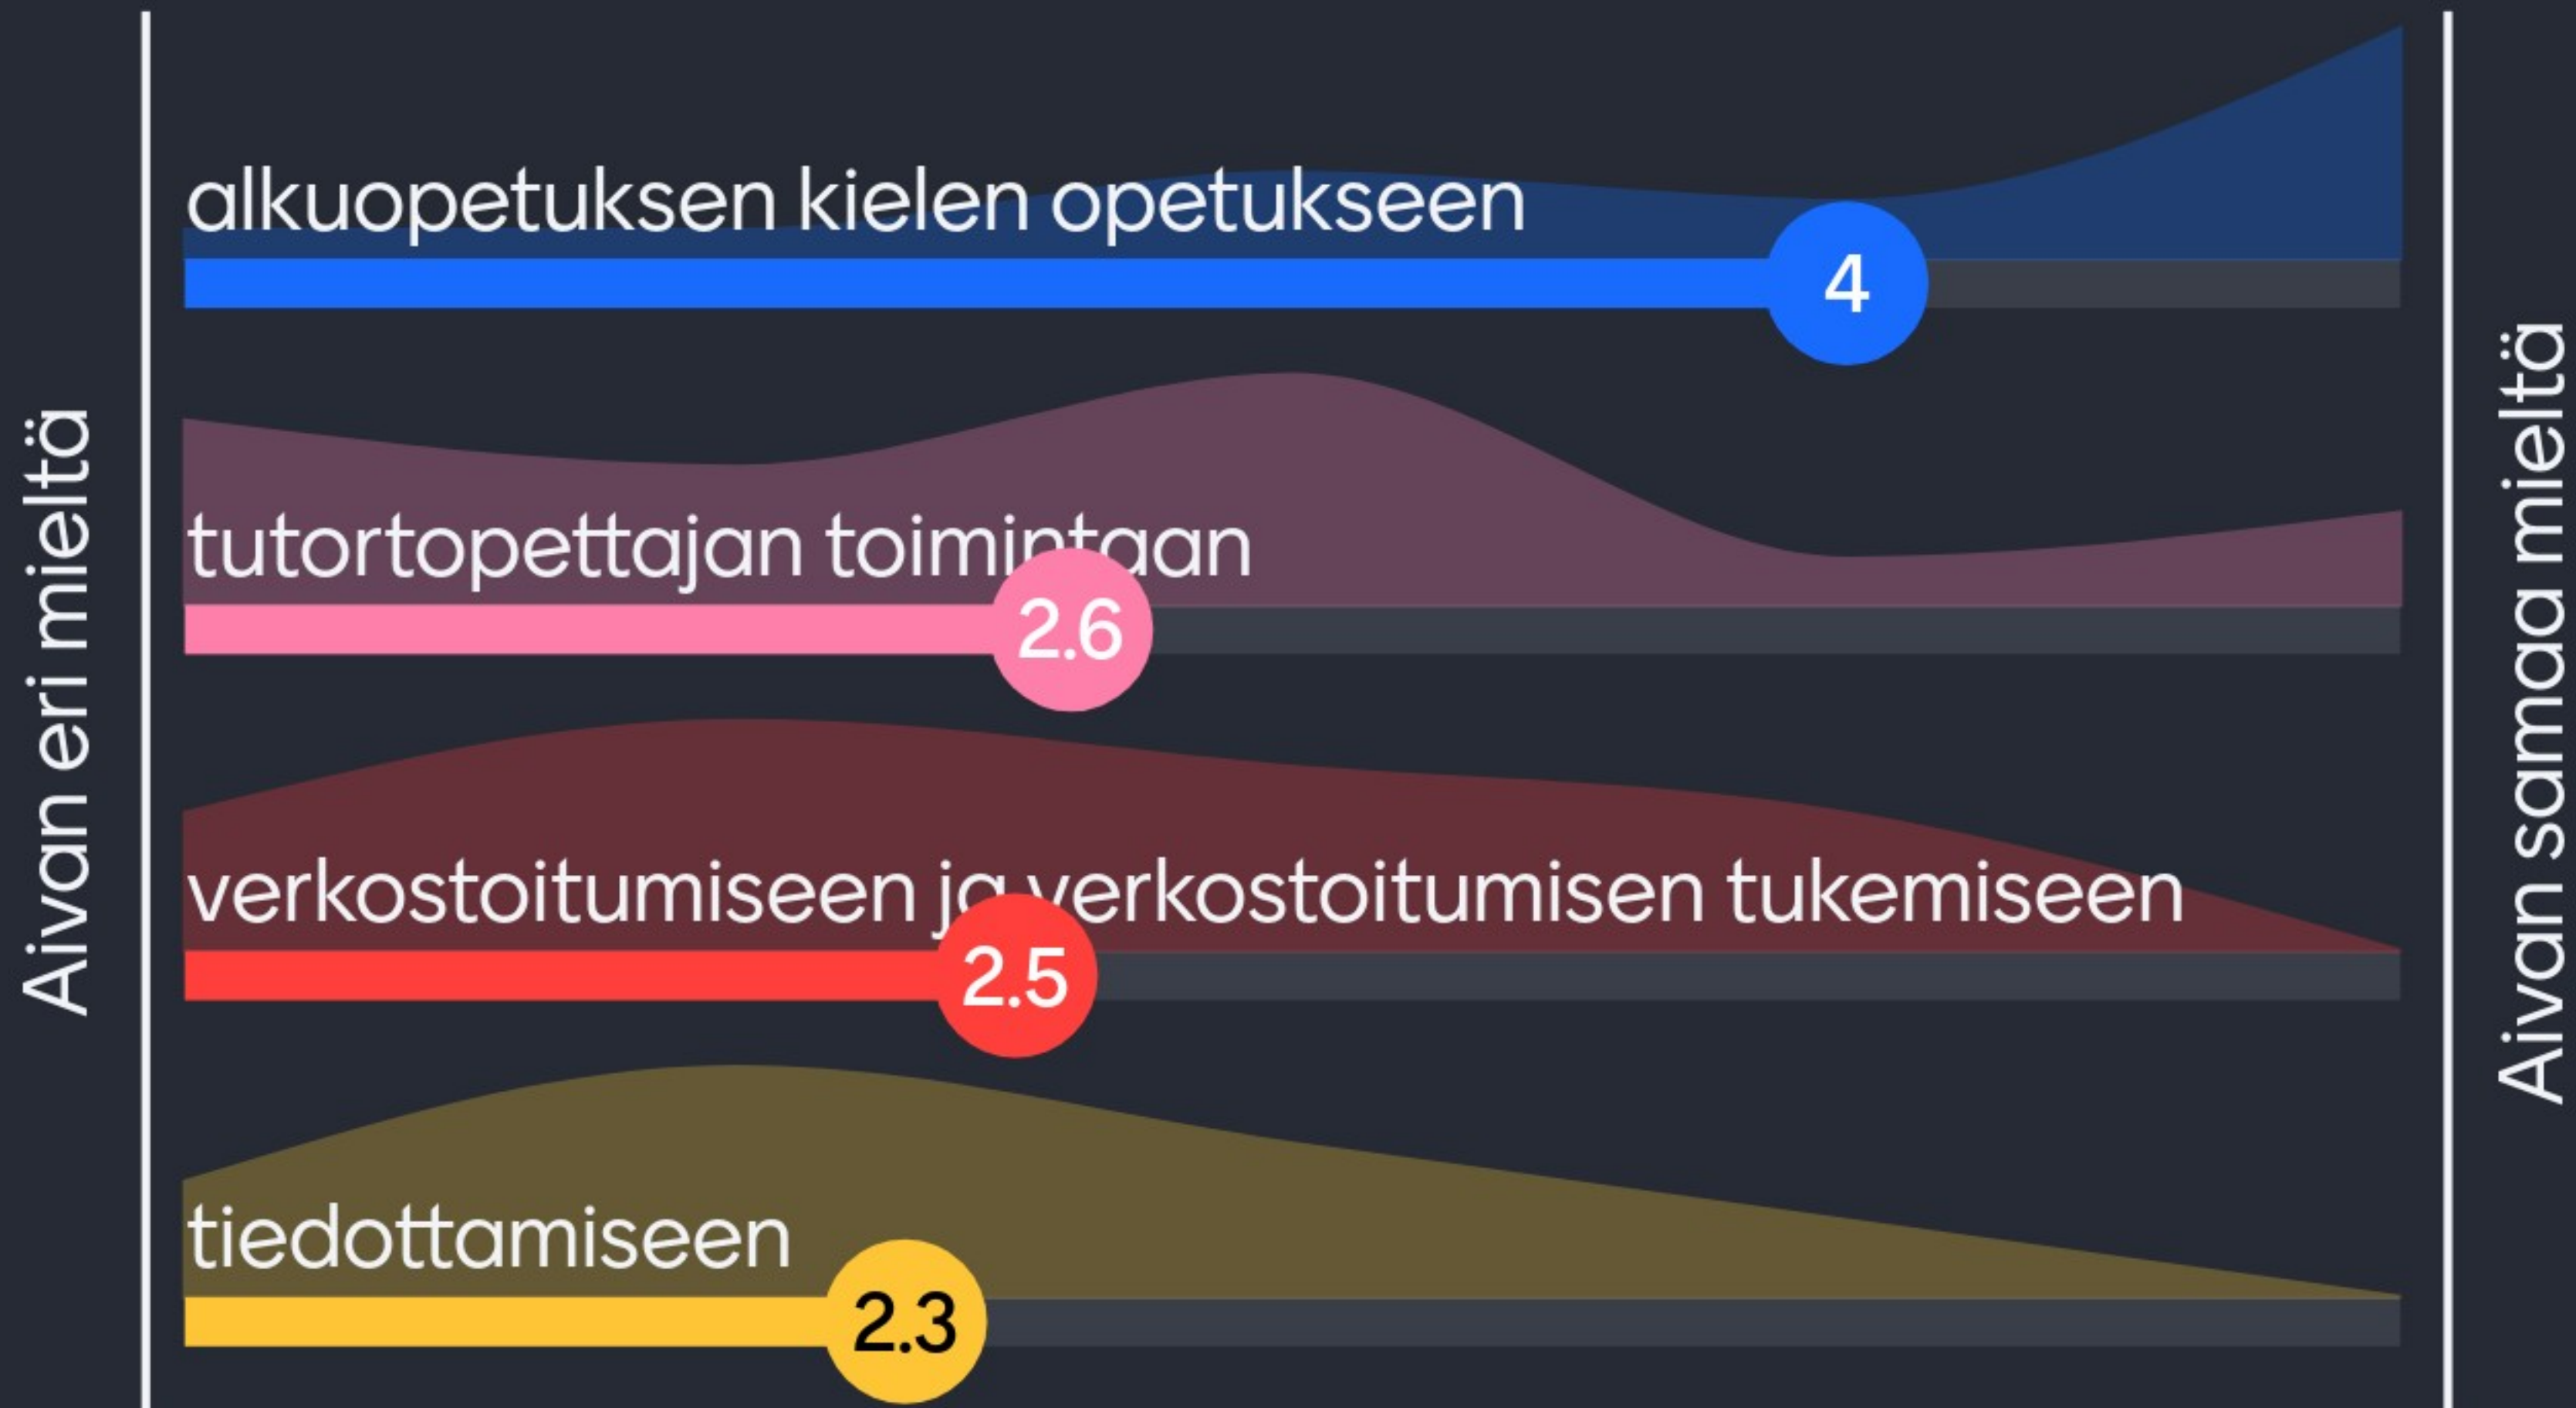 Aivan eri mieltä
alkuopetuksen kielen opetukseen
4
tutortopettajan toimintaan
2.6
verkostoitumiseen ja verkostoitumisen tukemiseen
2.5
tiedottamiseen
2.3
Aivan samaa mieltä